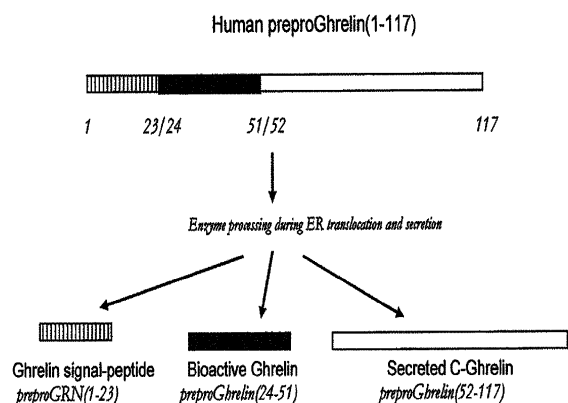 Human preproGhrelin(1-117)
1 23/24 51/52 117
Enzyme processing during ER translocation and secretion
Ghrelin signal-peptide
preproGRN(1-23)
Bioactive Ghrelin
preproGhrelin(24-51)
Secreted C-Ghrelin
preproGhrelin(52-117)